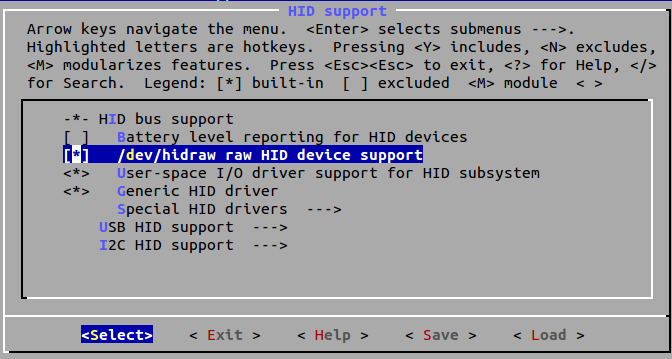 HID support
Arrow keys navigate the menu.  <Enter> selects submenus --->.
Highlighted letters are hotkeys.  Pressing <Y> includes, <N> excludes,
<M> modularizes features.  Press <Esc><Esc> to exit, <?> for Help, </>
for Search.  Legend: [*] built-in  [ ] excluded  <M> module  < >
-*- HID bus support
[ ]   Battery level reporting for HID devices
[*]   /dev/hidraw raw HID device support
<*>   User-space I/O driver support for HID subsystem
<*>   Generic HID driver
Special HID drivers  --->
USB HID support  --->
I2C HID support  --->
<Select>    < Exit >    < Help >    < Save >    < Load >